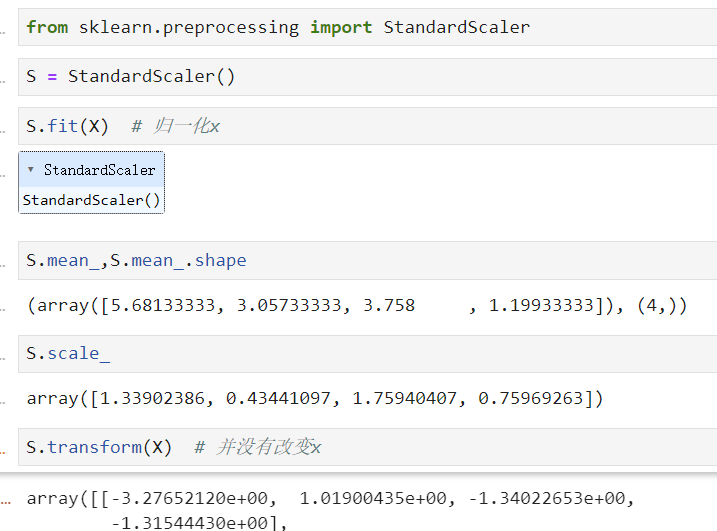 from sklearn.preprocessing import StandardScaler
S = StandardScaler()
S.fit(X)  # 归一化x
▾ StandardScaler
StandardScaler()
S.mean_,S.mean_.shape
(array([5.68133333, 3.05733333, 3.758     , 1.19933333]), (4,))
S.scale_
array([1.33902386, 0.43441097, 1.75940407, 0.75969263])
S.transform(X)  # 并没有改变x
array([[-3.27652120e+00,  1.01900435e+00, -1.34022653e+00,
-1.31544430e+00],